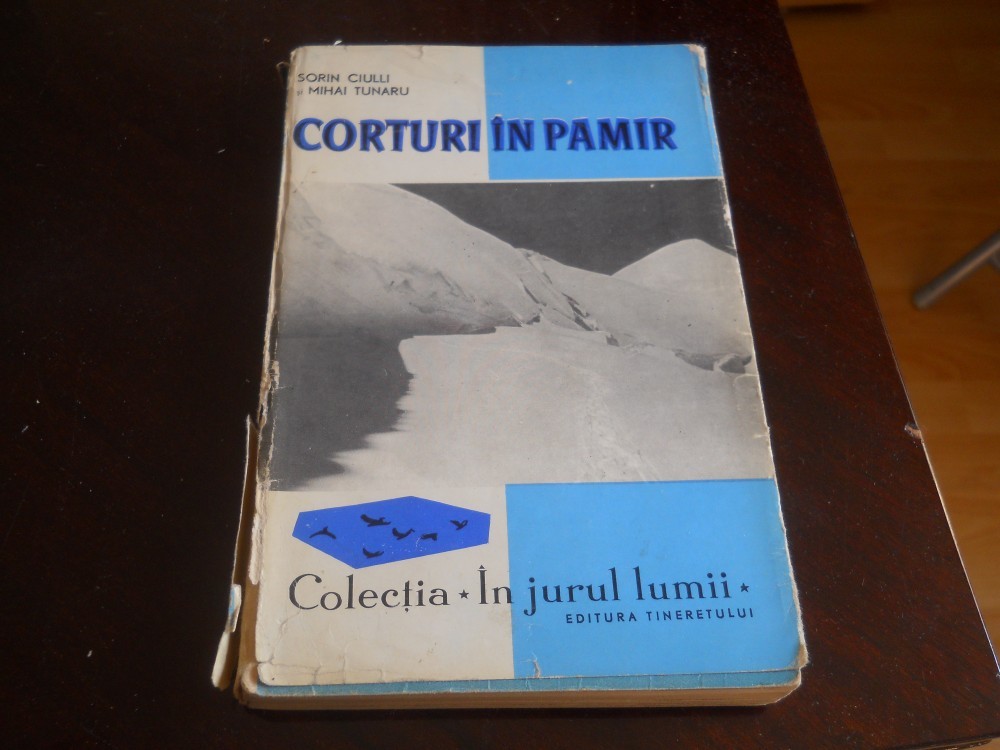 SORIN CIULLI
și MIHAI TUNARU
CORTURI ÎN PAMIR
Colecția ★ În jurul lumii ★
EDITURA TINERETULUI